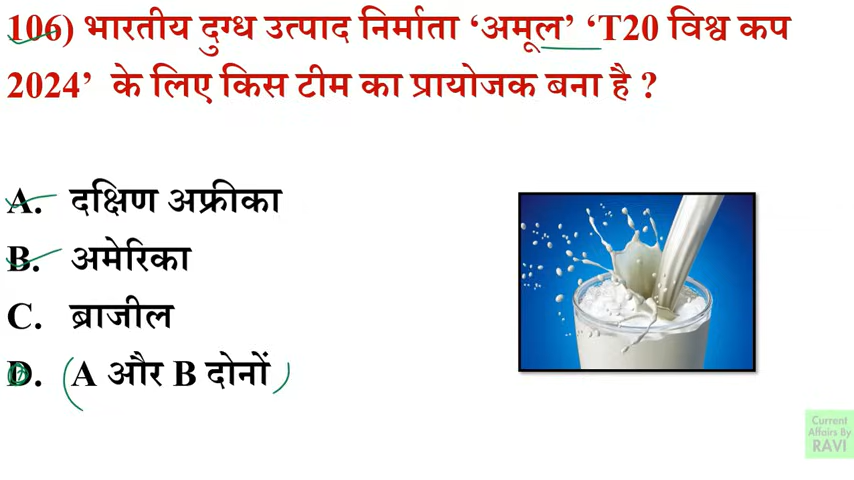 106) भारतीय दुग्ध उत्पाद निर्माता ‘अमूल’ ‘T20 विश्व कप
2024’ के लिए किस टीम का प्रायोजक बना है ?
A. दक्षिण अफ्रीका
B. अमेरिका
C. ब्राजील
D. (A और B दोनों)
Current
Affairs By
RAVI